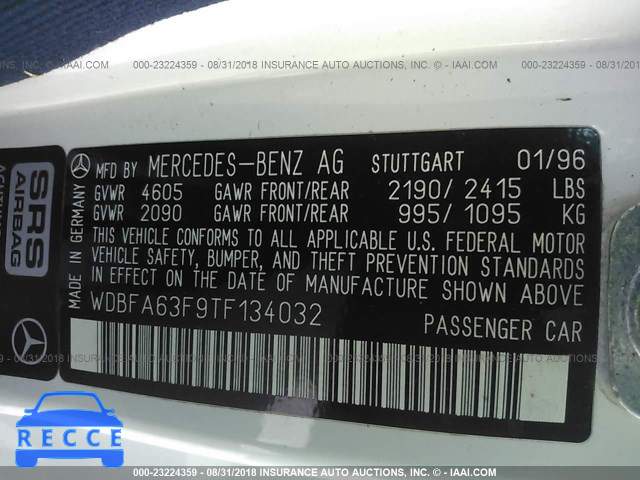 000-23224359 - 08/31/2018 INSURANCE AUTO AUCTIONS, INC. - © - IAAI.COM
MFD BY MERCEDES-BENZ AG STUTTGART 01/96
GVWR 4605 GAWR FRONT/REAR 2190/2415 LBS
GVWR 2090 GAWR FRONT/REAR 995/1095 KG
THIS VEHICLE CONFORMS TO ALL APPLICABLE U.S. FEDERAL MOTOR
VEHICLE SAFETY, BUMPER, AND THEFT PREVENTION STANDARDS
IN EFFECT ON THE DATE OF MANUFACTURE SHOWN ABOVE.
WDBFA63F9TF134032 PASSENGER CAR
MADE IN GERMANY
SRS
AIRBAG
RECCE
000-23224359 - 08/31/2018 INSURANCE AUTO AUCTIONS, INC. - © - IAAI.COM